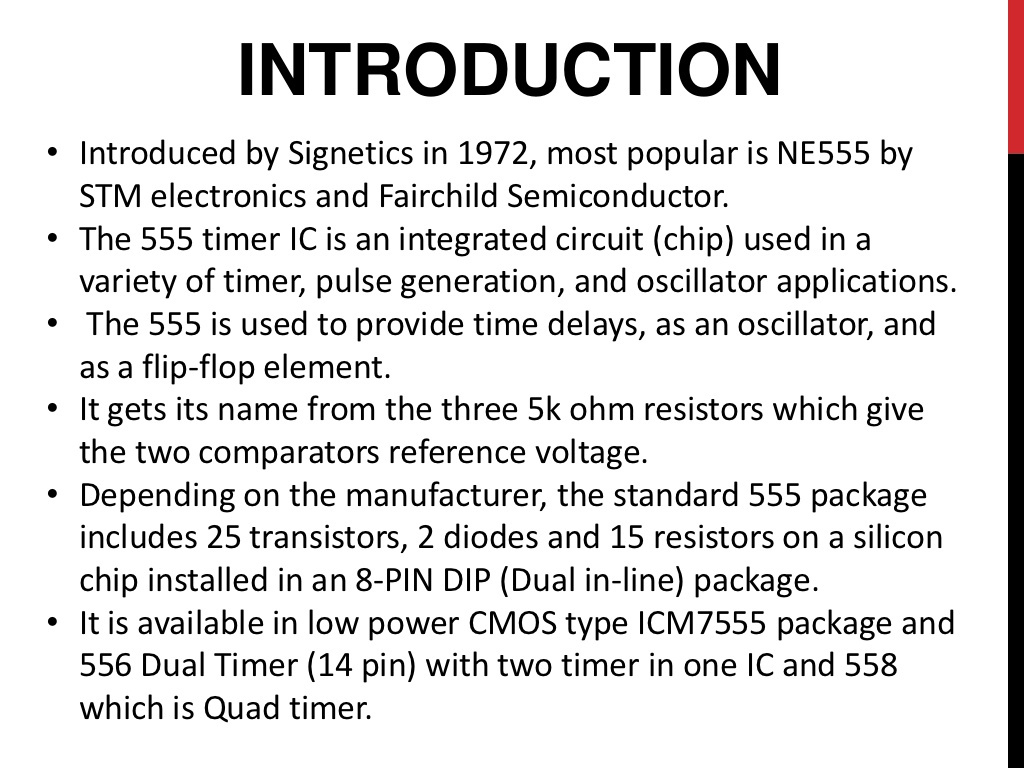 INTRODUCTION
• Introduced by Signetics in 1972, most popular is NE555 by
STM electronics and Fairchild Semiconductor.
• The 555 timer IC is an integrated circuit (chip) used in a
variety of timer, pulse generation, and oscillator applications.
• The 555 is used to provide time delays, as an oscillator, and
as a flip-flop element.
• It gets its name from the three 5k ohm resistors which give
the two comparators reference voltage.
• Depending on the manufacturer, the standard 555 package
includes 25 transistors, 2 diodes and 15 resistors on a silicon
chip installed in an 8-PIN DIP (Dual in-line) package.
• It is available in low power CMOS type ICM7555 package and
556 Dual Timer (14 pin) with two timer in one IC and 558
which is Quad timer.